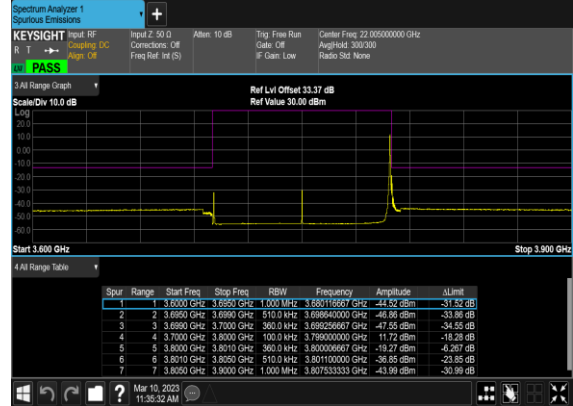 Spectrum Analyzer 1
Spurious Emissions
KEYSIGHT Input: RF Input Z: 50 Ω Atten: 10 dB Trig: Free Run Center Freq: 22.005000000 GHz
R T Coupling: DC Corrections: Off Gate: Off Avg|Hold: 300/300
Align: Off Freq Ref: Int (S) IF Gain: Low Radio Std: None
PASS
3 All Range Graph
Ref Lvl Offset 33.37 dB
Scale/Div 10.0 dB Ref Value 30.00 dBm
Log
20.0
10.0
0.00
-10.0
-20.0
-30.0
-40.0
-50.0
-60.0
Start 3.600 GHz Stop 3.900 GHz
4 All Range Table
Spur Range Start Freq Stop Freq RBW Frequency Amplitude ΔLimit
1 1 3.6000 GHz 3.6950 GHz 1.000 MHz 3.680116667 GHz -44.52 dBm -31.52 dB
2 2 3.6950 GHz 3.6990 GHz 510.0 kHz 3.698640000 GHz -46.86 dBm -33.86 dB
3 3 3.6990 GHz 3.7000 GHz 360.0 kHz 3.699256667 GHz -47.55 dBm -34.55 dB
4 4 3.7000 GHz 3.8000 GHz 100.0 kHz 3.799000000 GHz 11.72 dBm -18.28 dB
5 5 3.8000 GHz 3.8010 GHz 360.0 kHz 3.800006667 GHz -19.27 dBm -6.267 dB
6 6 3.8010 GHz 3.8050 GHz 510.0 kHz 3.801100000 GHz -36.85 dBm -23.85 dB
7 7 3.8050 GHz 3.9000 GHz 1.000 MHz 3.807533333 GHz -43.99 dBm -30.99 dB
Mar 10, 2023
11:35:32 AM